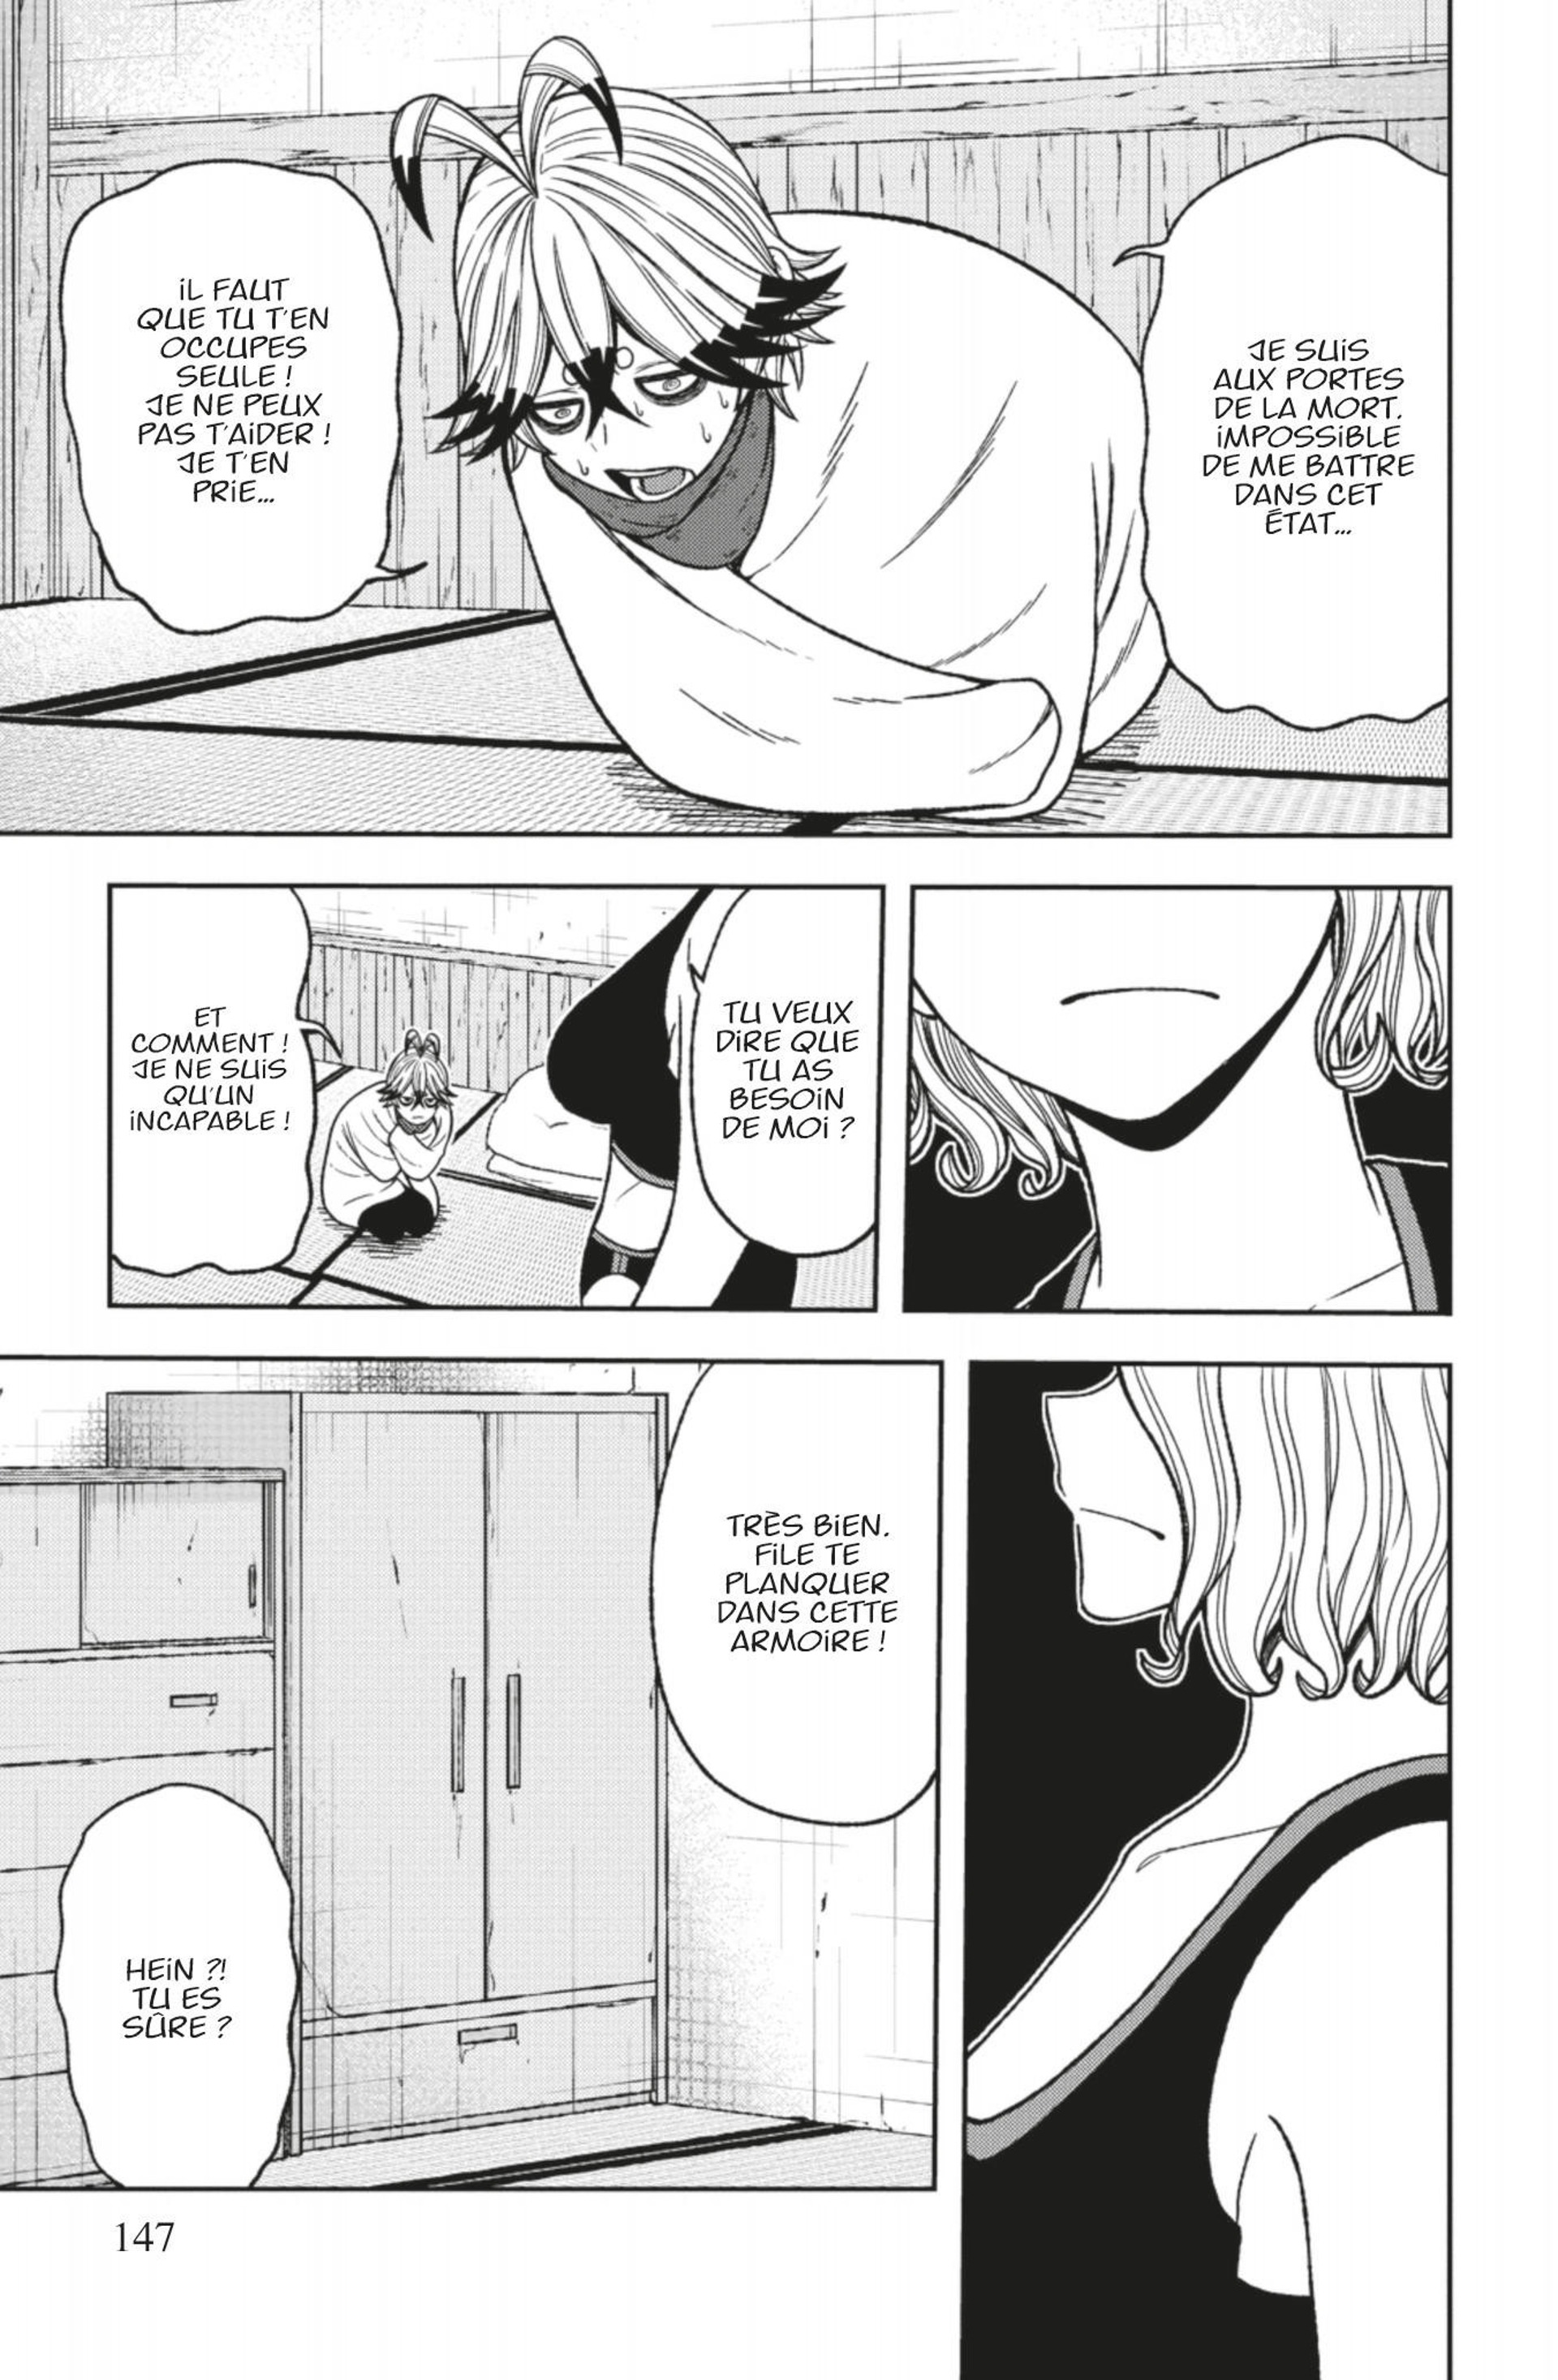 JE SUIS
AUX PORTES
DE LA MORT.
IMPOSSIBLE
DE ME BATTRE
DANS CET
ÉTAT...
IL FAUT
QUE TU T'EN
OCCUPES
SEULE !
JE NE PEUX
PAS T'AIDER !
JE T'EN
PRIE...
TU VEUX
DIRE QUE
TU AS
BESOIN
DE MOI ?
ET
COMMENT !
JE NE SUIS
QU'UN
INCAPABLE !
TRÈS BIEN.
FILE TE
PLANQUER
DANS CETTE
ARMOIRE !
HEIN ?!
TU ES
SÛRE ?
147